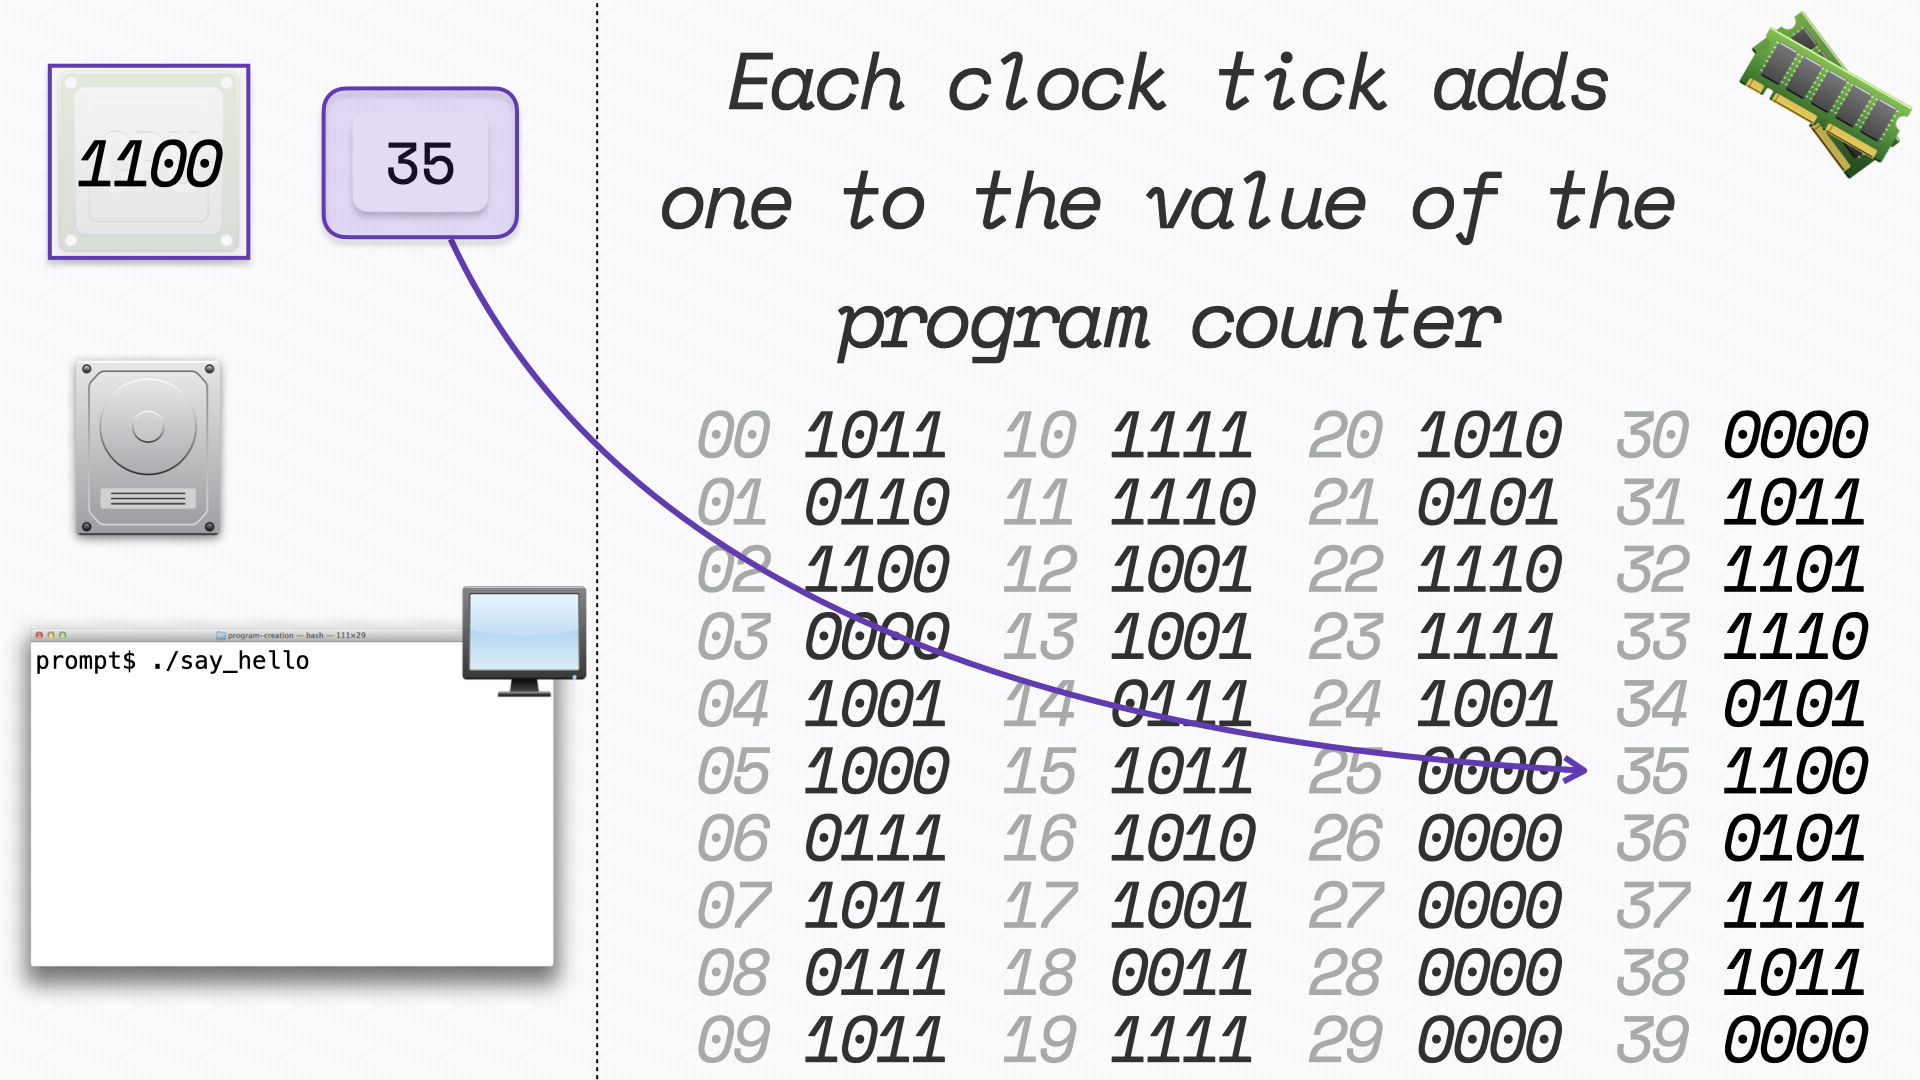 1100
35
Each clock tick adds
one to the value of the
program counter
program-creation — bash — 111×29
prompt$ ./say_hello
00 1011 10 1111 20 1010 30 0000
01 0110 11 1110 21 0101 31 1011
02 1100 12 1001 22 1110 32 1101
03 0000 13 1001 23 1111 33 1110
04 1001 14 0111 24 1001 34 0101
05 1000 15 1011 25 0000 35 1100
06 0111 16 1010 26 0000 36 0101
07 1011 17 1001 27 0000 37 1111
08 0111 18 0011 28 0000 38 1011
09 1011 19 1111 29 0000 39 0000